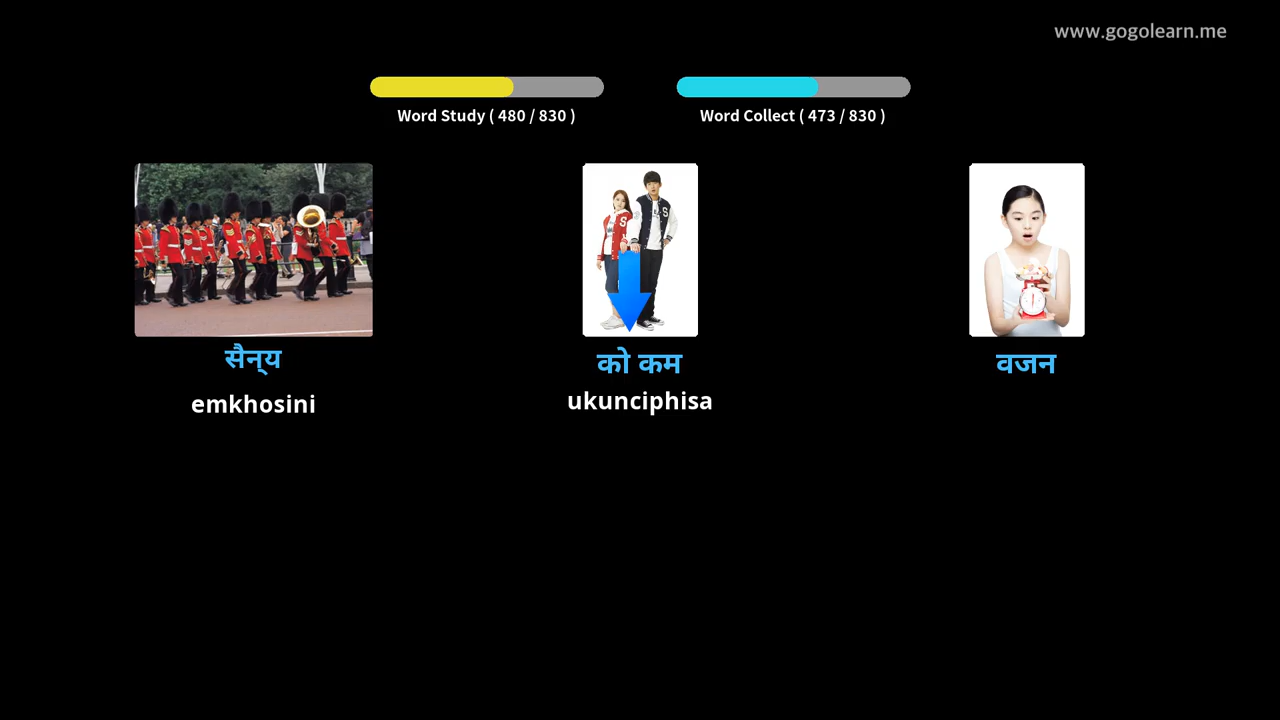 www.gogolearn.me
Word Study ( 480 / 830 )
Word Collect ( 473 / 830 )
सैन्‍य
को कम
वजन
emkhosini
ukunciphisa